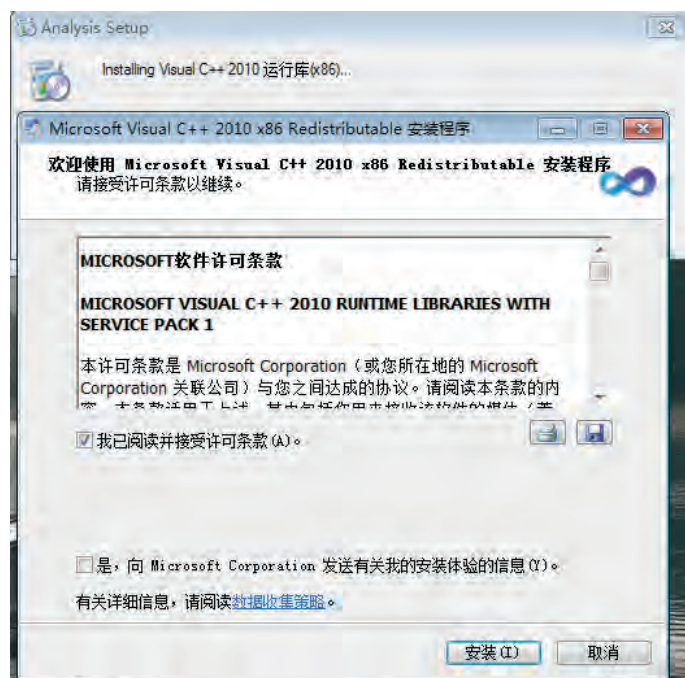 Analysis Setup
Installing Visual C++ 2010 运行库(x86)...
Microsoft Visual C++ 2010 x86 Redistributable 安装程序
欢迎使用 Microsoft Visual C++ 2010 x86 Redistributable 安装程序
请接受许可条款以继续。
MICROSOFT软件许可条款
MICROSOFT VISUAL C++ 2010 RUNTIME LIBRARIES WITH
SERVICE PACK 1
本许可条款是 Microsoft Corporation（或您所在地的 Microsoft
Corporation 关联公司）与您之间达成的协议。请阅读本条款的内
我已阅读并接受许可条款(A)。
是，向 Microsoft Corporation 发送有关我的安装体验的信息(Y)。
有关详细信息，请阅读数据收集策略。
安装(I)
取消